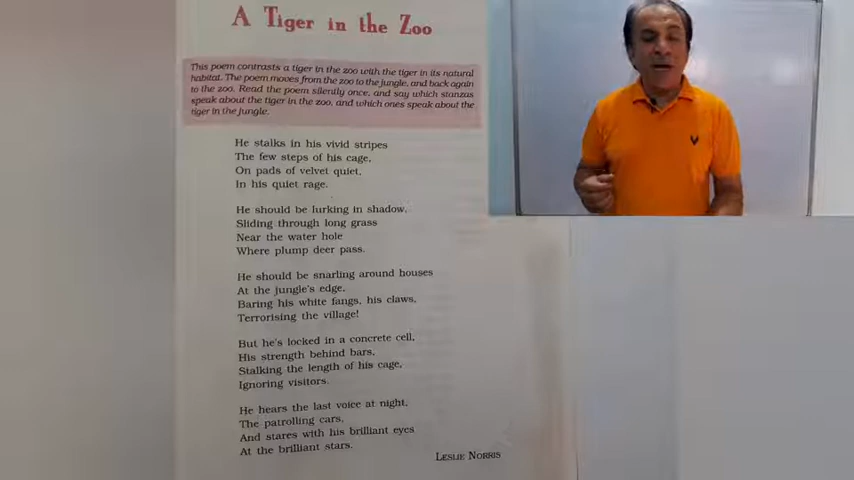 A Tiger in the Zoo
This poem contrasts a tiger in the zoo with the tiger in its natural
habitat. The poem moves from the zoo to the jungle, and back again
to the zoo. Read the poem silently once, and say which stanzas
speak about the tiger in the zoo, and which ones speak about the
tiger in the jungle.
He stalks in his vivid stripes
The few steps of his cage,
On pads of velvet quiet,
In his quiet rage.
He should be lurking in shadow,
Sliding through long grass
Near the water hole
Where plump deer pass.
He should be snarling around houses
At the jungle's edge,
Baring his white fangs, his claws,
Terrorising the village!
But he's locked in a concrete cell,
His strength behind bars,
Stalking the length of his cage,
Ignoring visitors.
He hears the last voice at night,
The patrolling cars,
And stares with his brilliant eyes
At the brilliant stars.
LESLIE NORRIS